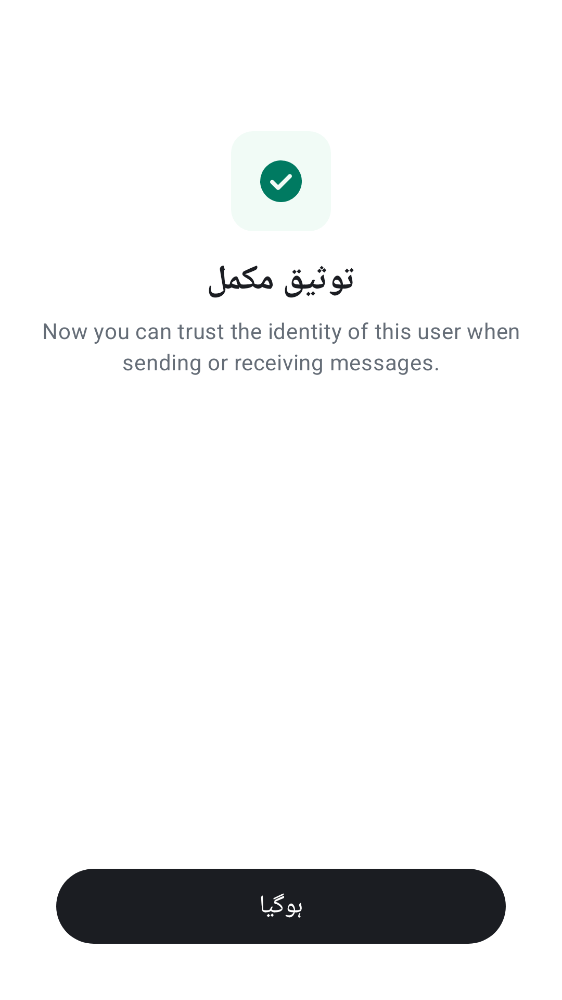 توثیق مکمل
Now you can trust the identity of this user when
sending or receiving messages.
ہوگیا